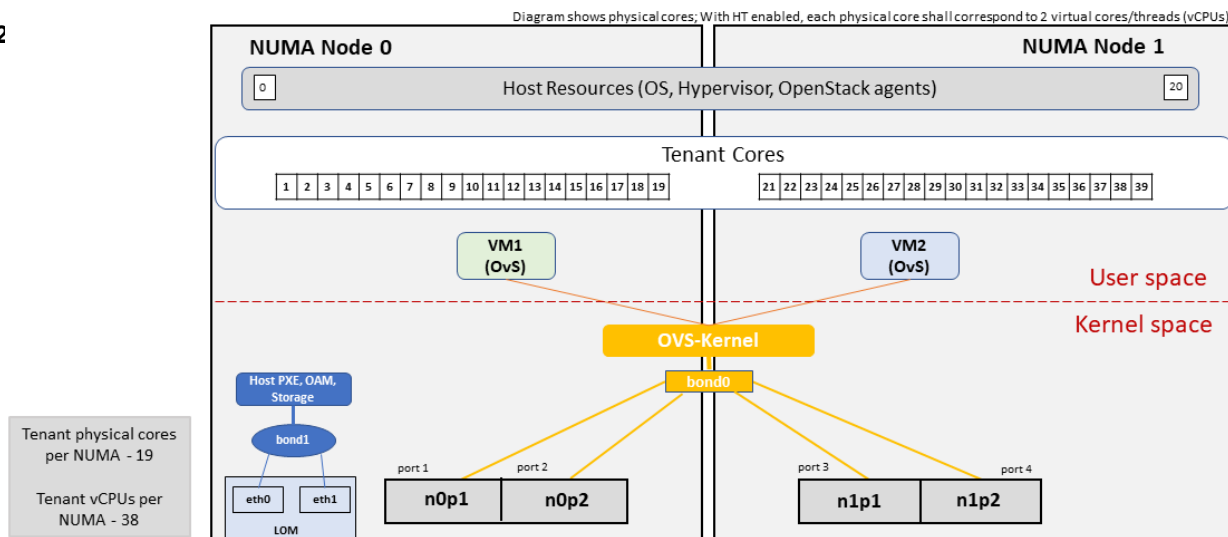 Diagram shows physical cores; With HT enabled, each physical core shall correspond to 2 virtual cores/threads (vCPUs)
2
NUMA Node 0
NUMA Node 1
0
Host Resources (OS, Hypervisor, OpenStack agents)
20
Tenant Cores
1 2 3 4 5 6 7 8 9 10 11 12 13 14 15 16 17 18 19
21 22 23 24 25 26 27 28 29 30 31 32 33 34 35 36 37 38 39
VM1
(OvS)
VM2
(OvS)
User space
Kernel space
OVS-Kernel
bond0
Host PXE, OAM,
Storage
bond1
Tenant physical cores
per NUMA - 19
Tenant vCPUs per
NUMA - 38
eth0
eth1
LOM
port 1
port 2
n0p1
n0p2
port 3
port 4
n1p1
n1p2